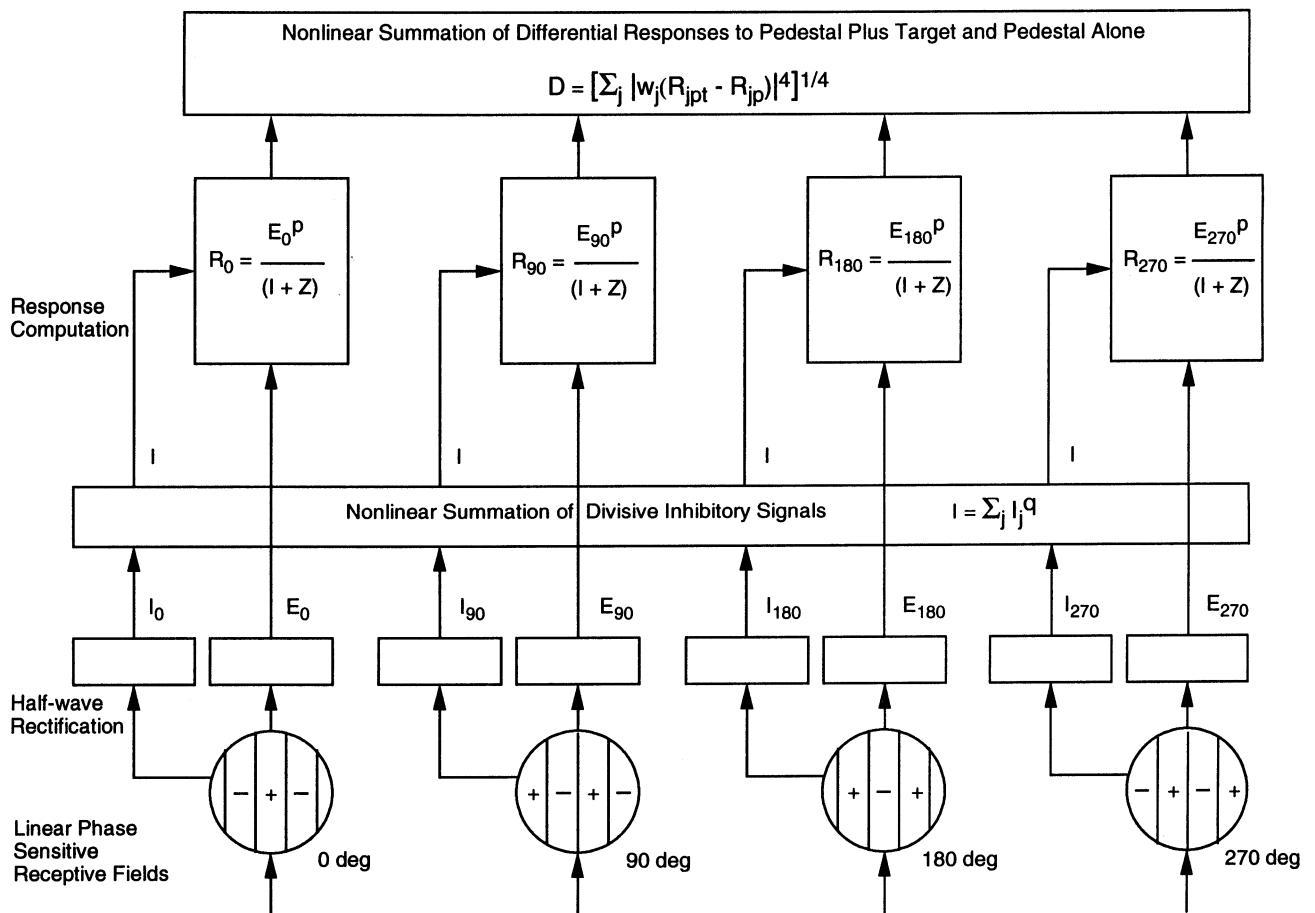 Nonlinear Summation of Differential Responses to Pedestal Plus Target and Pedestal Alone
D = [Σj |wj(Rjpt - Rjp)|4]1/4
R0 = E0p / (I + Z)
R90 = E90p / (I + Z)
R180 = E180p / (I + Z)
R270 = E270p / (I + Z)
Response
Computation
I
I
I
I
Nonlinear Summation of Divisive Inhibitory Signals I = Σj Ijq
I0
E0
I90
E90
I180
E180
I270
E270
Half-wave
Rectification
− + −
+ − + −
+ − +
− + − +
Linear Phase
Sensitive
Receptive Fields
0 deg
90 deg
180 deg
270 deg